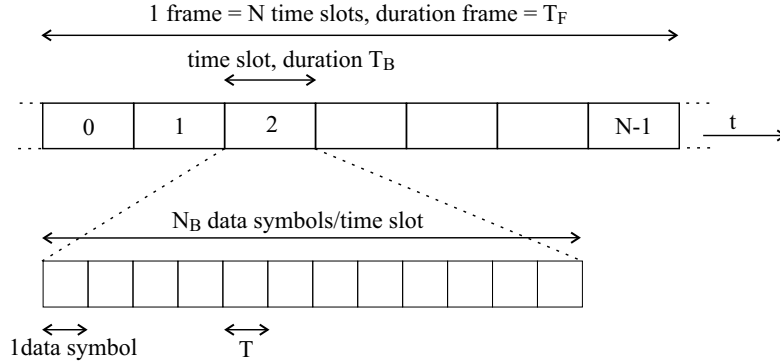 1 frame = N time slots, duration frame = T_F
time slot, duration T_B
0 1 2 N-1 t
N_B data symbols/time slot
1data symbol T